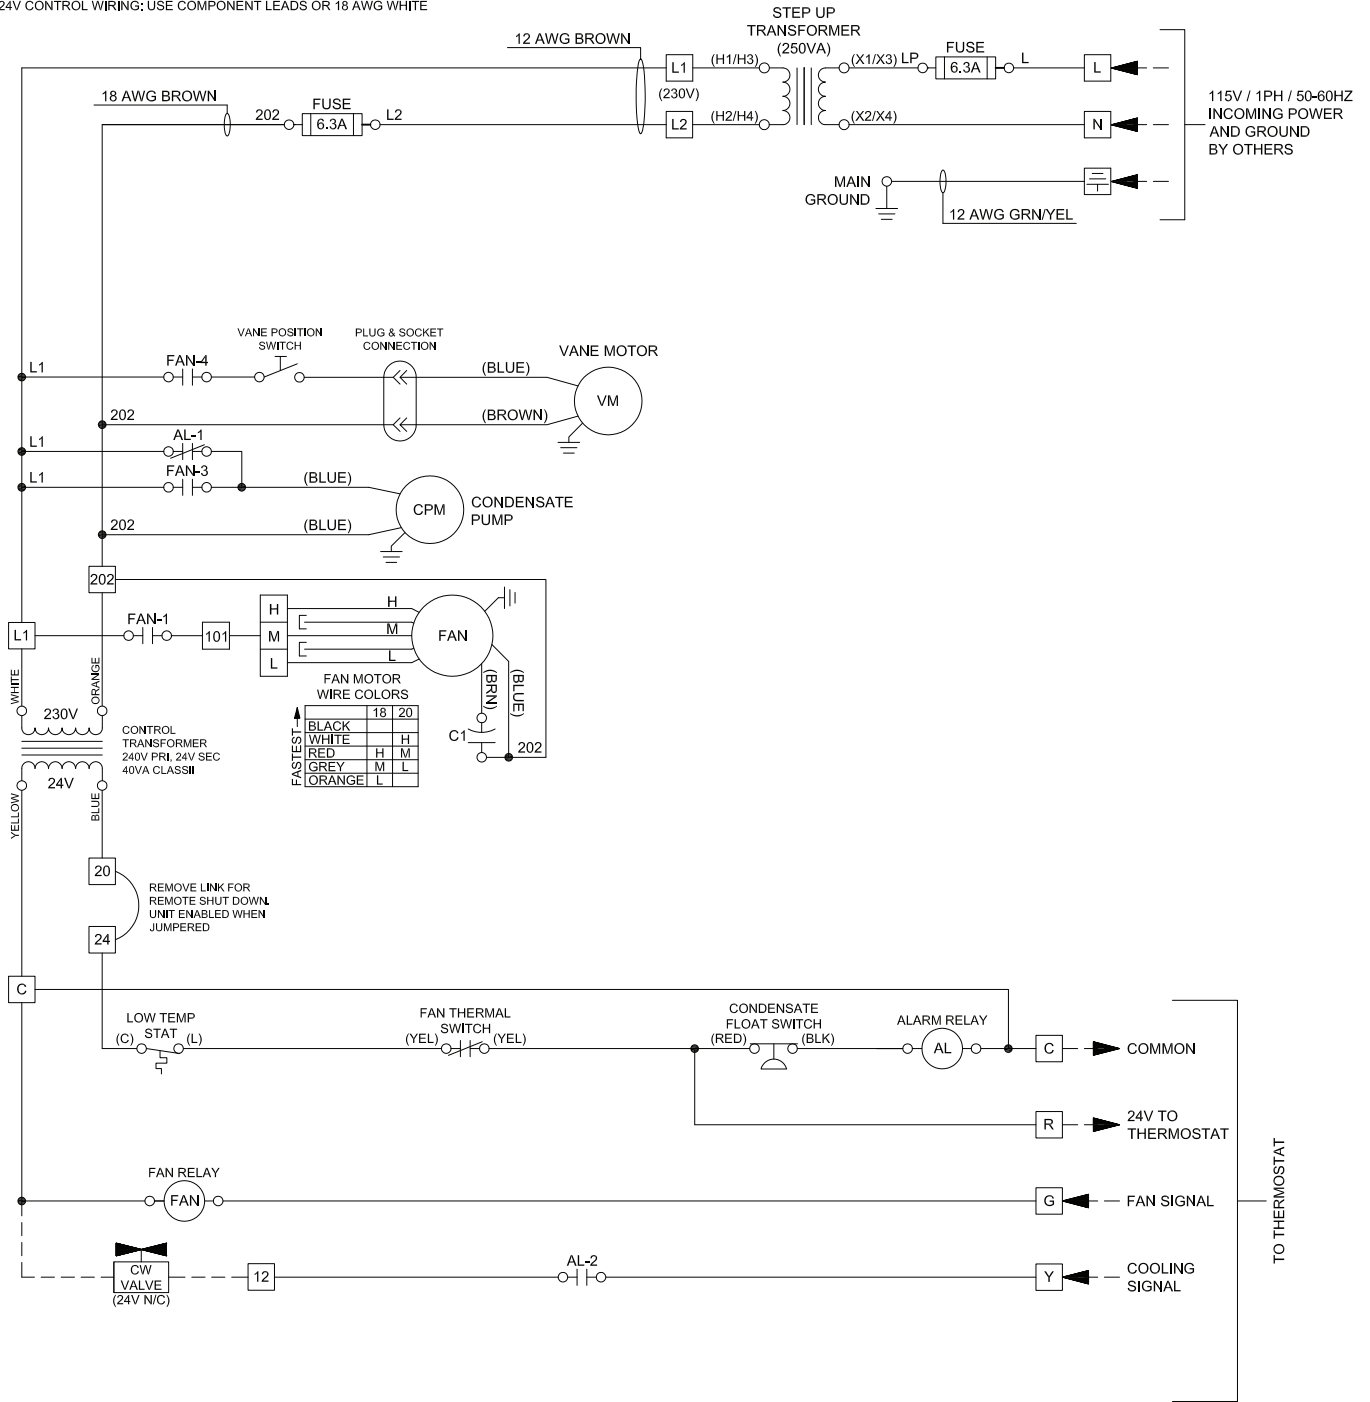 24V CONTROL WIRING: USE COMPONENT LEADS OR 18 AWG WHITE
STEP UP
TRANSFORMER
(250VA)
12 AWG BROWN
L1
(230V)
(H1/H3)
(X1/X3)
LP
FUSE
6.3A
L
L
18 AWG BROWN
202
FUSE
6.3A
L2
L2
(H2/H4)
(X2/X4)
N
115V / 1PH / 50-60HZ
INCOMING POWER
AND GROUND
BY OTHERS
MAIN
GROUND
12 AWG GRN/YEL
L1
FAN-4
VANE POSITION
SWITCH
PLUG & SOCKET
CONNECTION
(BLUE)
VANE MOTOR
VM
202
(BROWN)
L1
AL-1
L1
FAN-3
(BLUE)
CPM
CONDENSATE
PUMP
202
(BLUE)
202
L1
FAN-1
101
H
M
L
H
M
L
FAN
(BRN)
(BLUE)
C1
202
WHITE
ORANGE
230V
CONTROL
TRANSFORMER
240V PRI, 24V SEC
40VA CLASSII
24V
YELLOW
BLUE
FAN MOTOR
WIRE COLORS
FASTEST
18 20
BLACK
WHITE H
RED H M
GREY M L
ORANGE L
20
REMOVE LINK FOR
REMOTE SHUT DOWN.
UNIT ENABLED WHEN
JUMPERED
24
C
LOW TEMP
STAT
(C)
(L)
FAN THERMAL
SWITCH
(YEL)
(YEL)
CONDENSATE
FLOAT SWITCH
(RED)
(BLK)
ALARM RELAY
AL
C
COMMON
R
24V TO
THERMOSTAT
FAN RELAY
FAN
G
FAN SIGNAL
CW
VALVE
(24V N/C)
12
AL-2
Y
COOLING
SIGNAL
TO THERMOSTAT